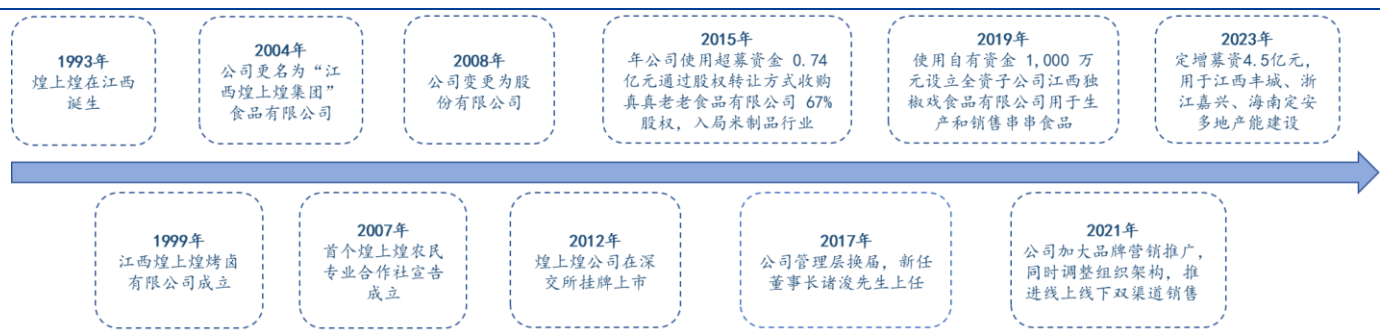 1993年
煌上煌在江西
诞生
2004年
公司更名为“江
西煌上煌集团”
食品有限公司
2008年
公司变更为股
份有限公司
2015年
年公司使用超募资金 0.74
亿元通过股权转让方式收购
真真老老食品有限公司 67%
股权，入局米制品行业
2019年
使用自有资金 1,000 万
元设立全资子公司江西独
椒戏食品有限公司用于生
产和销售串串食品
2023年
定增募资4.5亿元，
用于江西丰城、浙
江嘉兴、海南定安
多地产能建设
1999年
江西煌上煌烤卤
有限公司成立
2007年
首个煌上煌农民
专业合作社宣告
成立
2012年
煌上煌公司在深
交所挂牌上市
2017年
公司管理层换届，新任
董事长诸浚先生上任
2021年
公司加大品牌营销推广，
同时调整组织架构，推
进线上线下双渠道销售